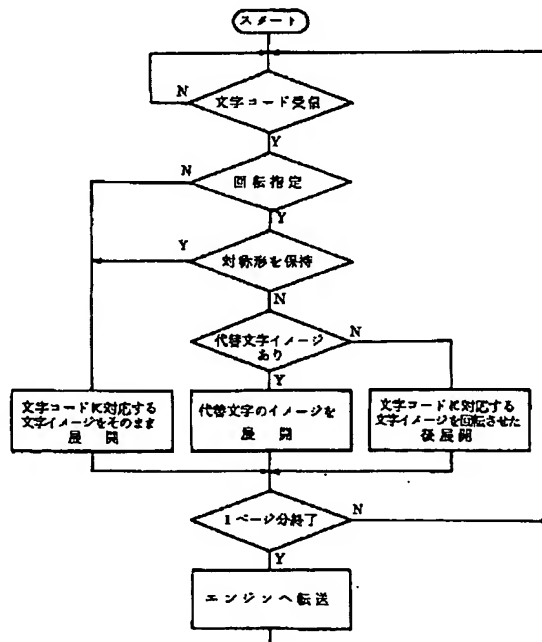 スタート
N
文字コード受信
Y
N
回転指定
Y
Y
対称形を保持
N
代替文字イメージ
あり
N
Y
文字コードに対応する
文字イメージをそのまま
展開
代替文字のイメージを
展開
文字コードに対応する
文字イメージを回転させた
後展開
1ページ分終了
N
Y
エンジンへ転送